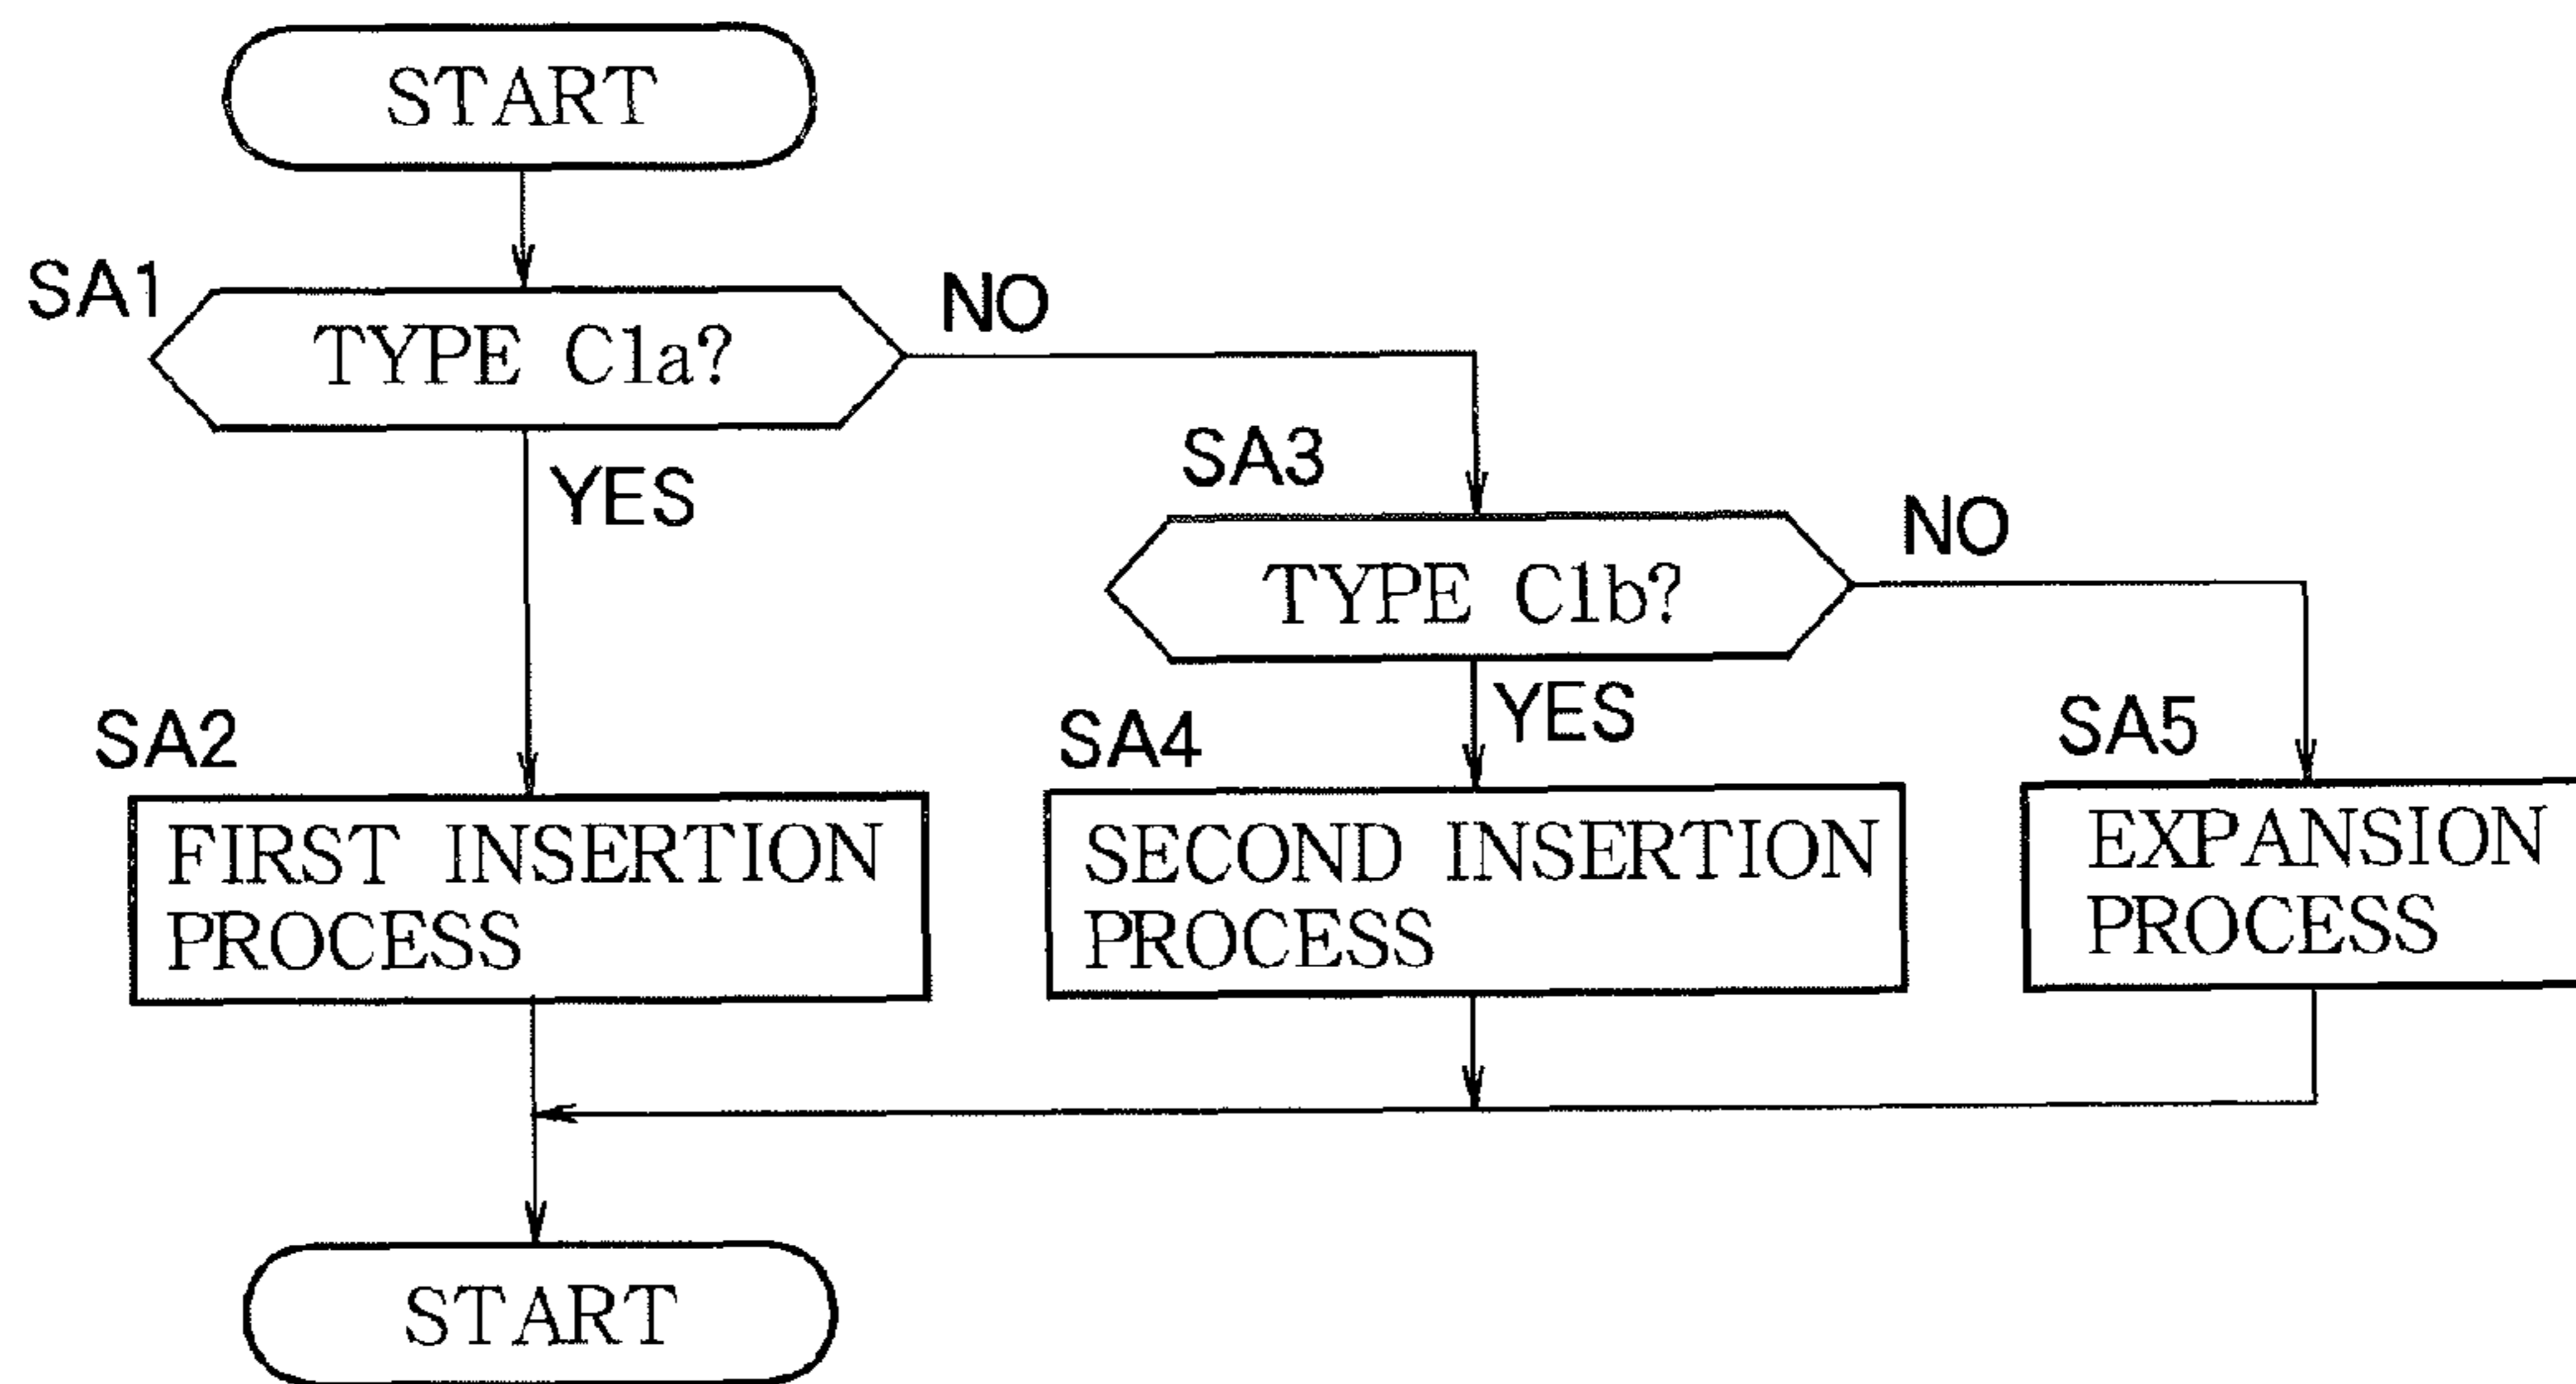 START
SA1
TYPE C1a?
NO
YES
SA3
TYPE C1b?
NO
YES
SA2
FIRST INSERTION
PROCESS
SA4
SECOND INSERTION
PROCESS
SA5
EXPANSION
PROCESS
START